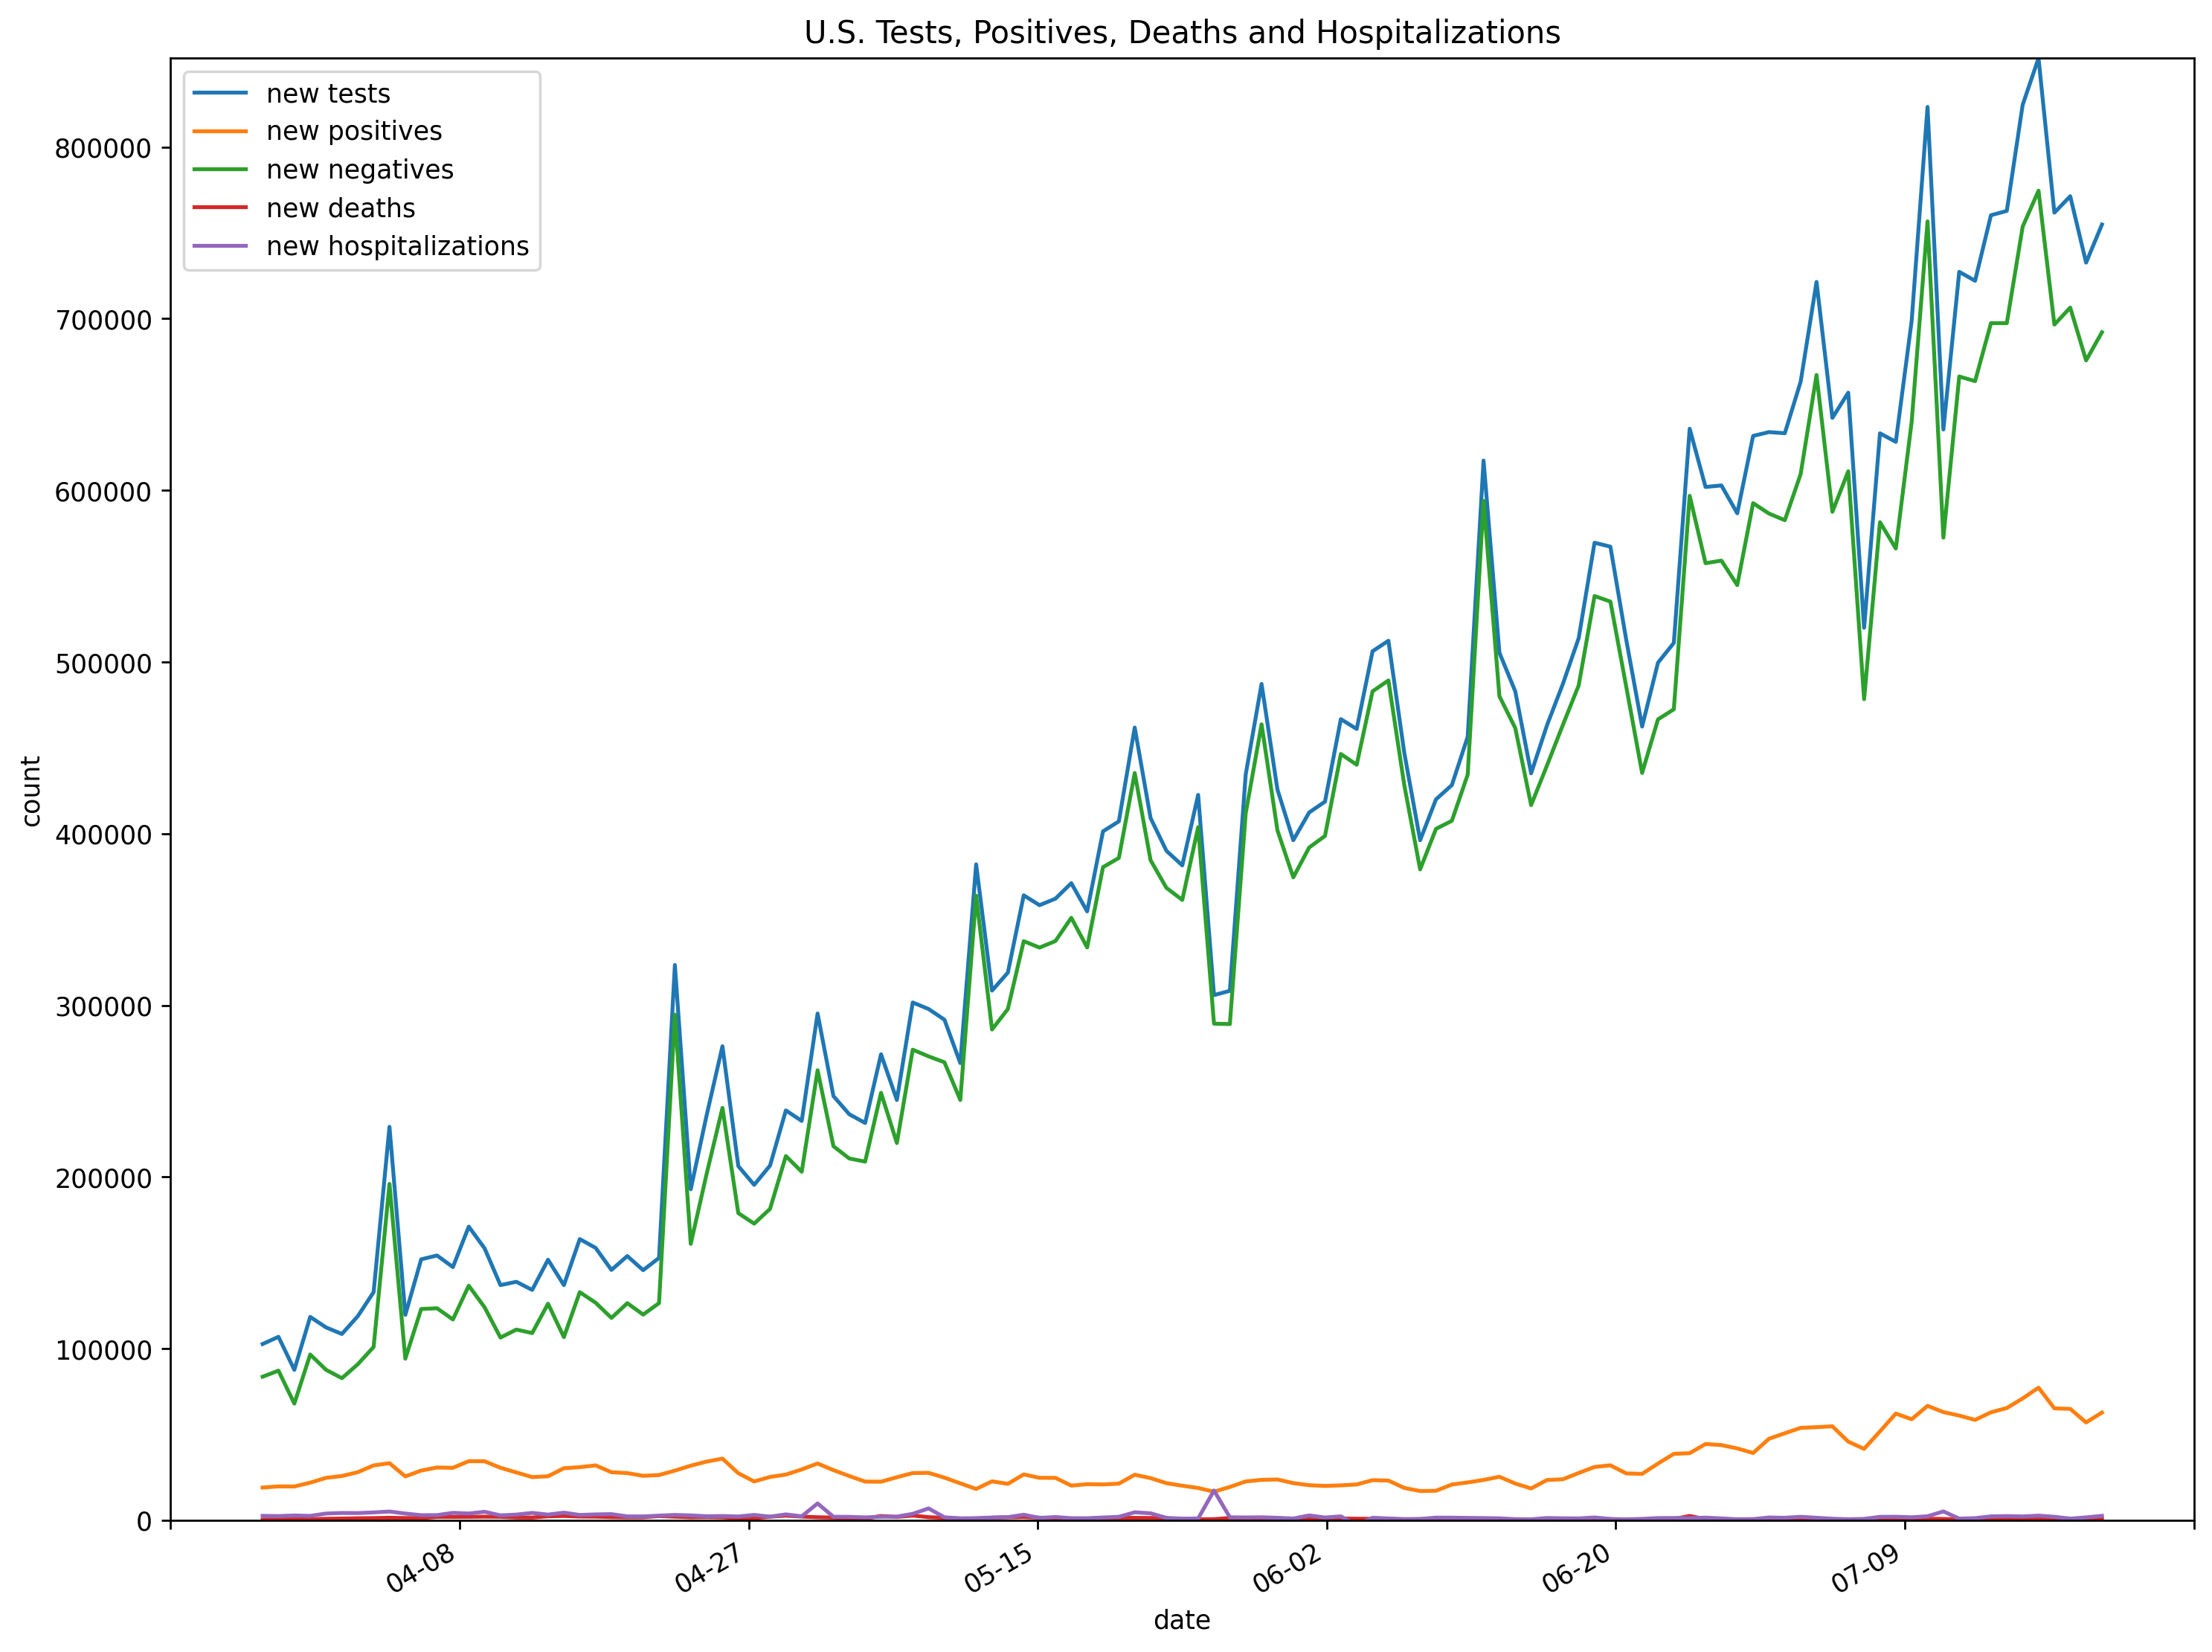 U.S. Tests, Positives, Deaths and Hospitalizations
new tests
new positives
new negatives
new deaths
new hospitalizations
800000
700000
600000
500000
400000
300000
200000
100000
0
count
04-08
04-27
05-15
06-02
06-20
07-09
date